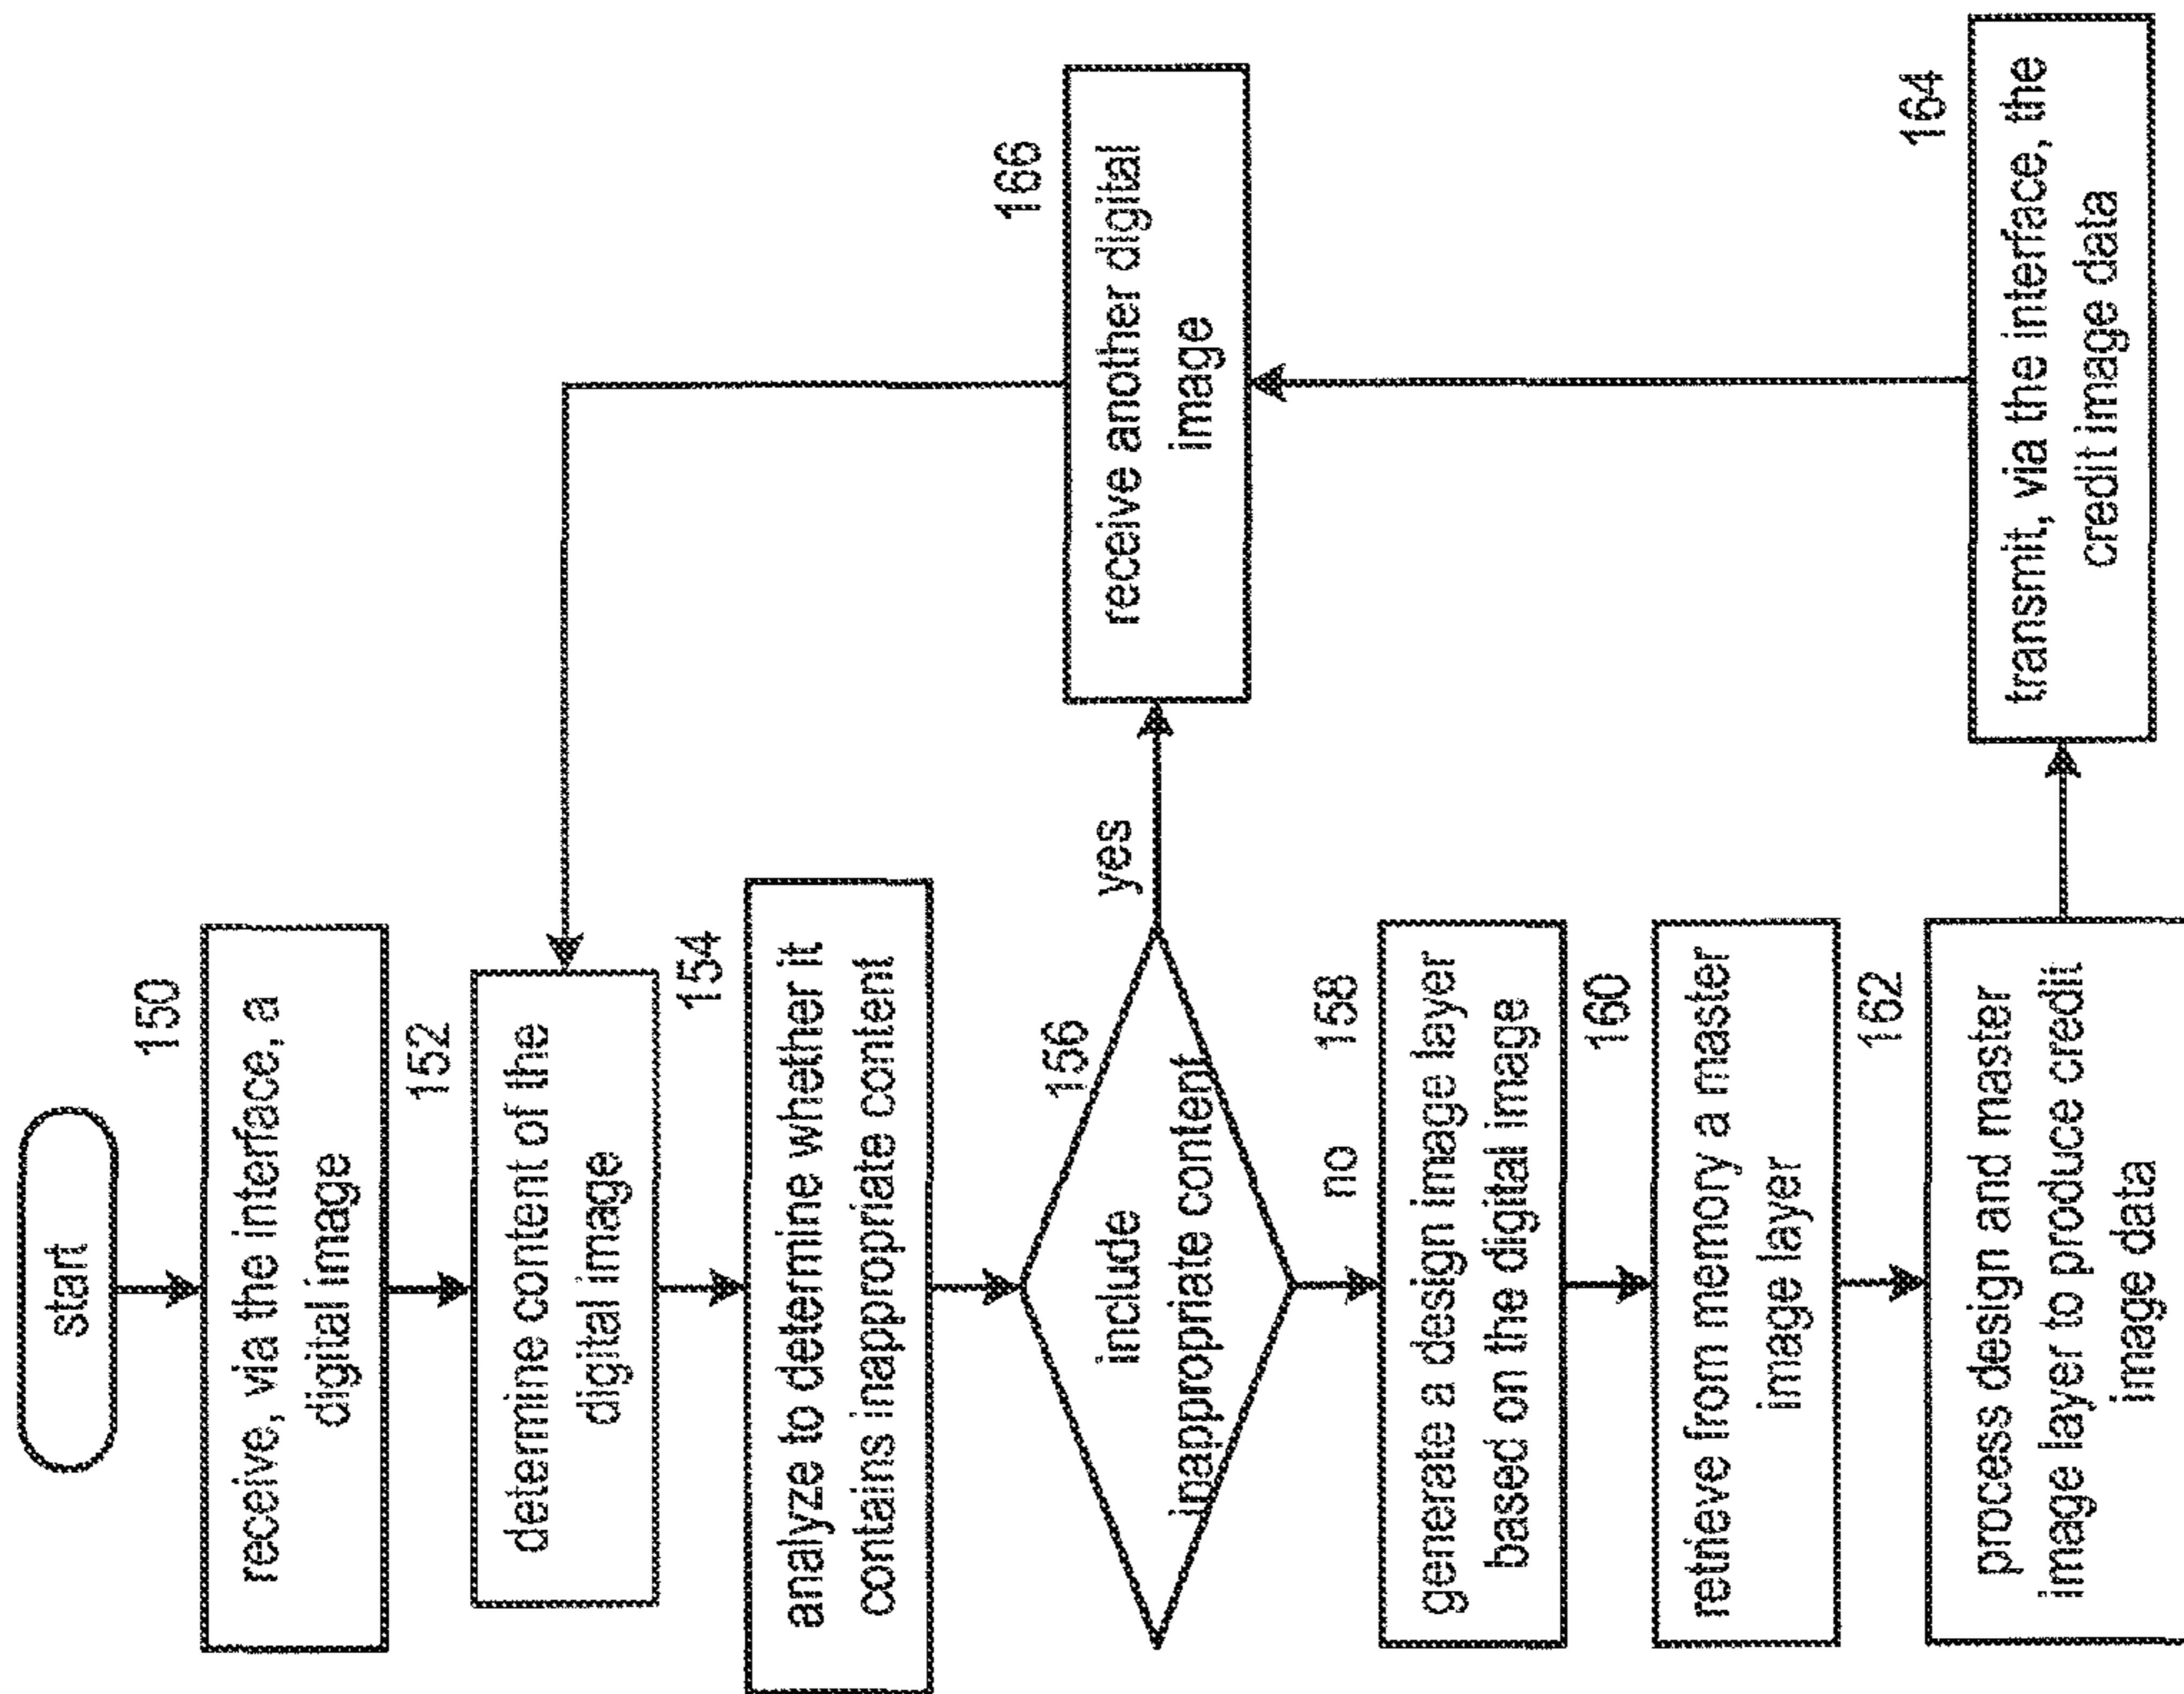 start
150
receive, via the interface, a
digital image
152
determine content of the
digital image
154
analyze to determine whether it
contains inappropriate content
156
include
inappropriate content
yes
no
158
generate a design image layer
based on the digital image
160
retrieve from memory a master
image layer
162
process design and master
image layer to produce credit
image data
164
transmit, via the interface, the
credit image data
166
receive another digital
image